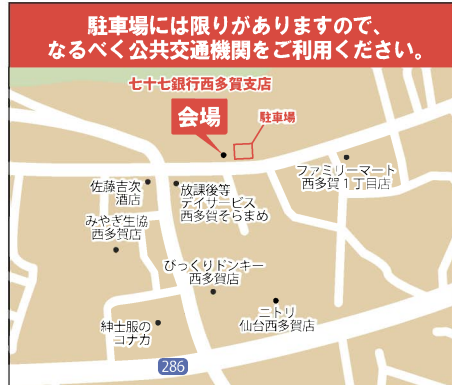 駐車場には限りがありますので、
なるべく公共交通機関をご利用ください。
七十七銀行西多賀支店
会場
駐車場
ファミリーマート
西多賀1丁目店
佐藤吉次
酒店
放課後等
デイサービス
西多賀そらまめ
みやぎ生協
西多賀店
びっくりドンキー
西多賀店
ニトリ
仙台西多賀店
紳士服の
コナカ
286